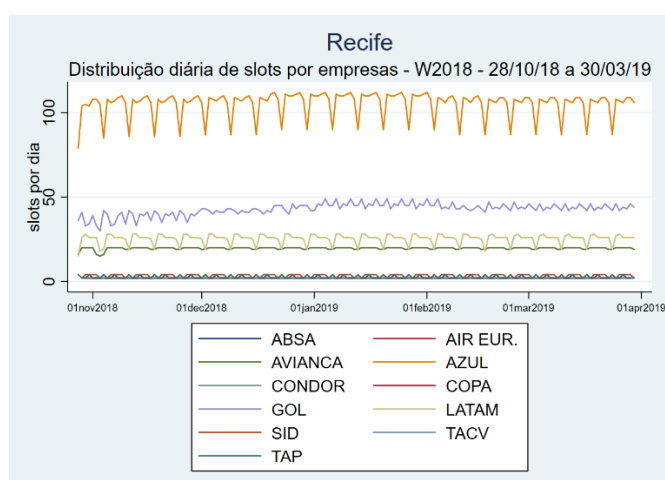 Recife
Distribuição diária de slots por empresas - W2018 - 28/10/18 a 30/03/19
slots por dia
100
50
0
01nov2018 01dec2018 01jan2019 01feb2019 01mar2019 01apr2019
ABSA AIR EUR.
AVIANCA AZUL
CONDOR COPA
GOL LATAM
SID TACV
TAP